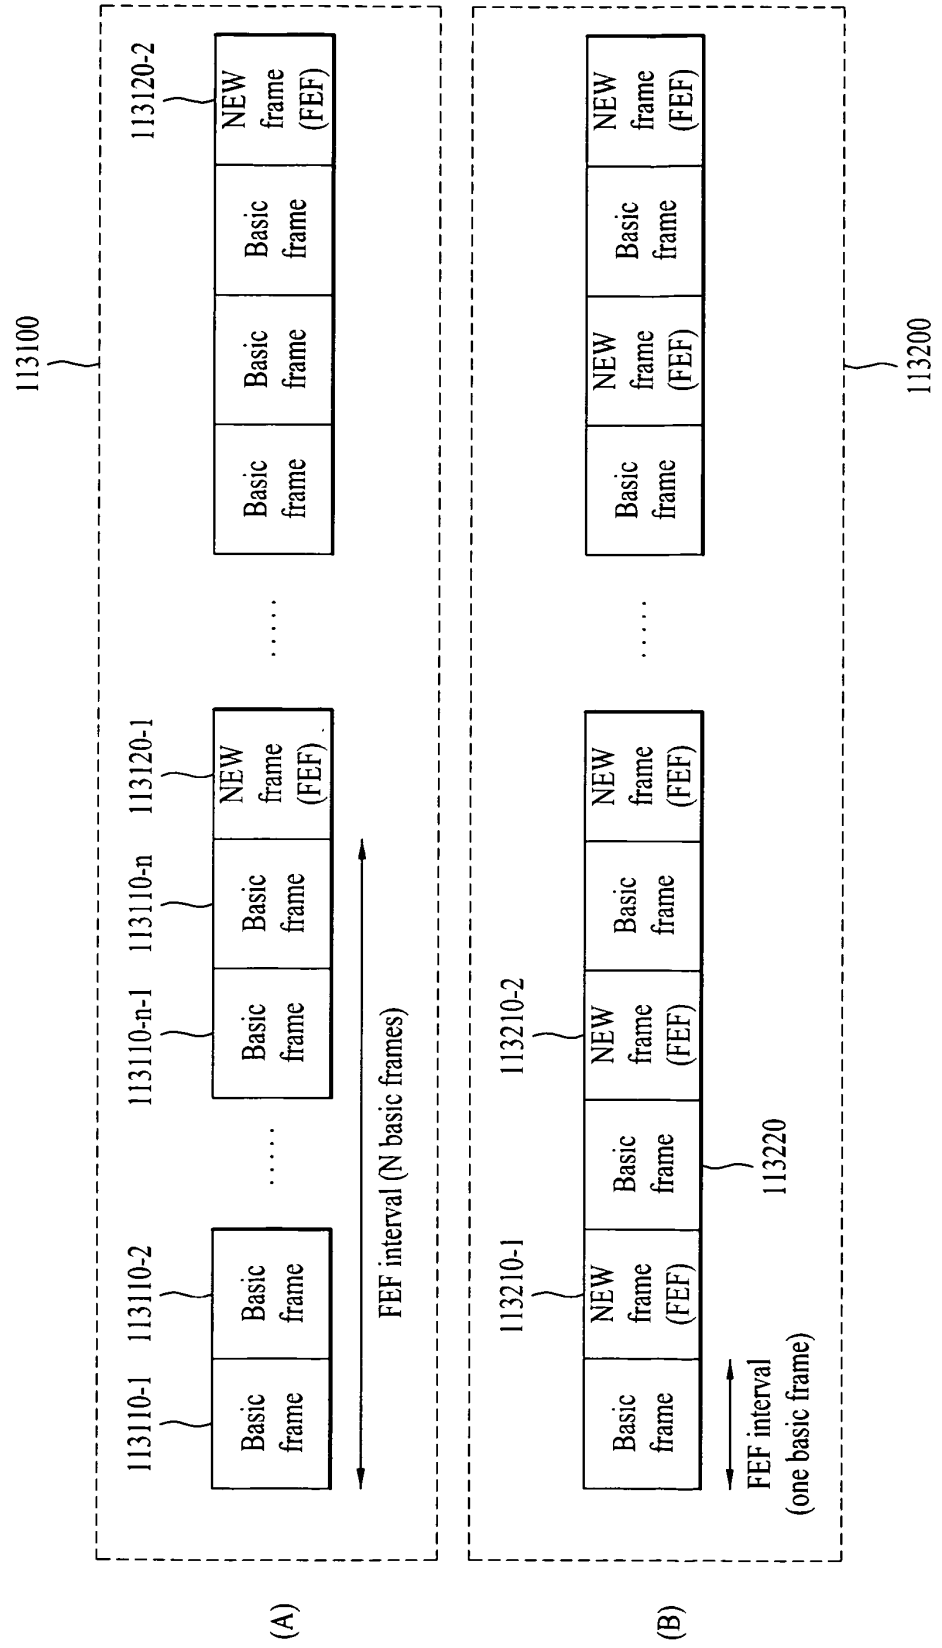 113100
113110-1
113110-2
113110-n-1
113110-n
113120-1
113120-2
(A)
Basic
frame
Basic
frame
.....
Basic
frame
Basic
frame
NEW
frame
(FEF)
.....
Basic
frame
Basic
frame
Basic
frame
NEW
frame
(FEF)
FEF interval (N basic frames)
113210-1
113210-2
(B)
Basic
frame
NEW
frame
(FEF)
Basic
frame
NEW
frame
(FEF)
Basic
frame
NEW
frame
(FEF)
.....
Basic
frame
NEW
frame
(FEF)
Basic
frame
NEW
frame
(FEF)
FEF interval
(one basic frame)
113220
113200